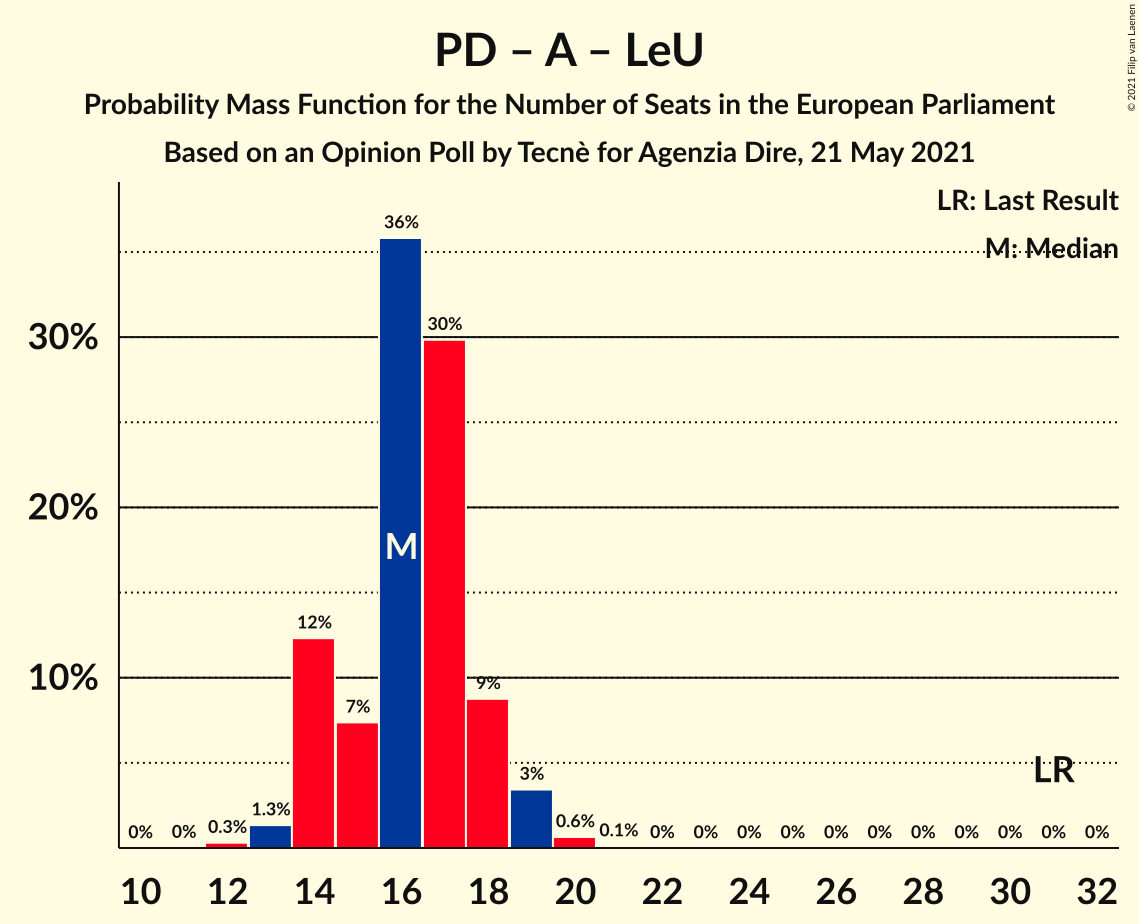 PD – A – LeU
Probability Mass Function for the Number of Seats in the European Parliament
Based on an Opinion Poll by Tecnè for Agenzia Dire, 21 May 2021
© 2021 Filip van Laenen
LR: Last Result
M: Median
36%
30%
30%
20%
M
12%
10%
9%
7%
LR
3%
1.3%
0% 0% 0.3% 0.6% 0.1% 0% 0% 0% 0% 0% 0% 0% 0% 0% 0% 0%
10 12 14 16 18 20 22 24 26 28 30 32